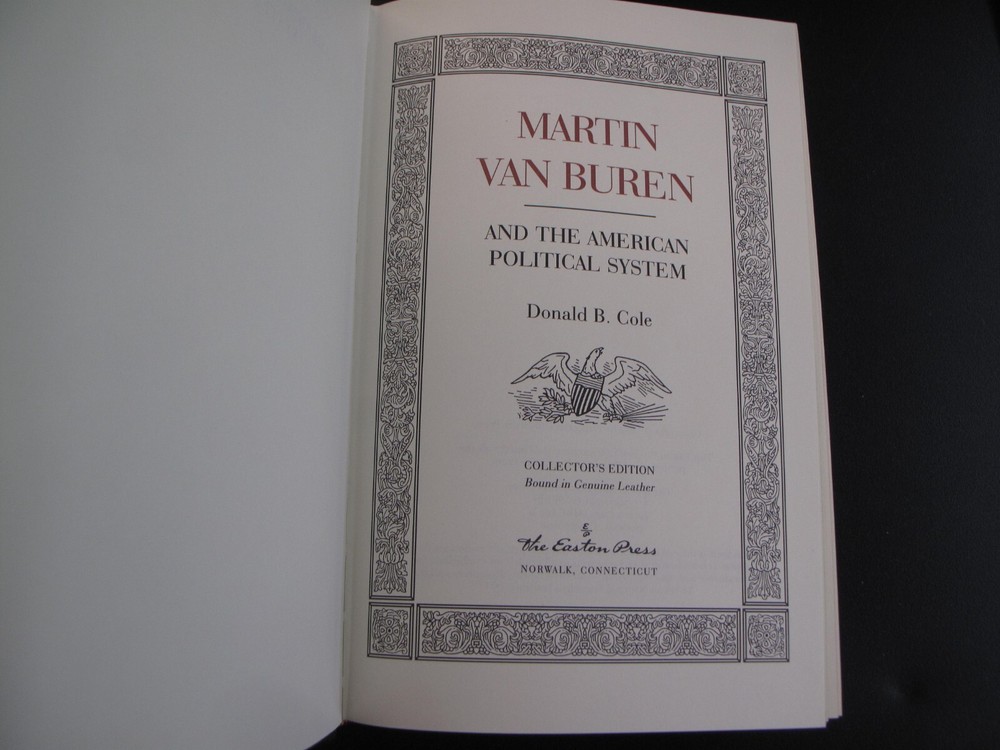 MARTIN
VAN BUREN
AND THE AMERICAN
POLITICAL SYSTEM
Donald B. Cole
COLLECTOR'S EDITION
Bound in Genuine Leather
The Easton Press
NORWALK, CONNECTICUT